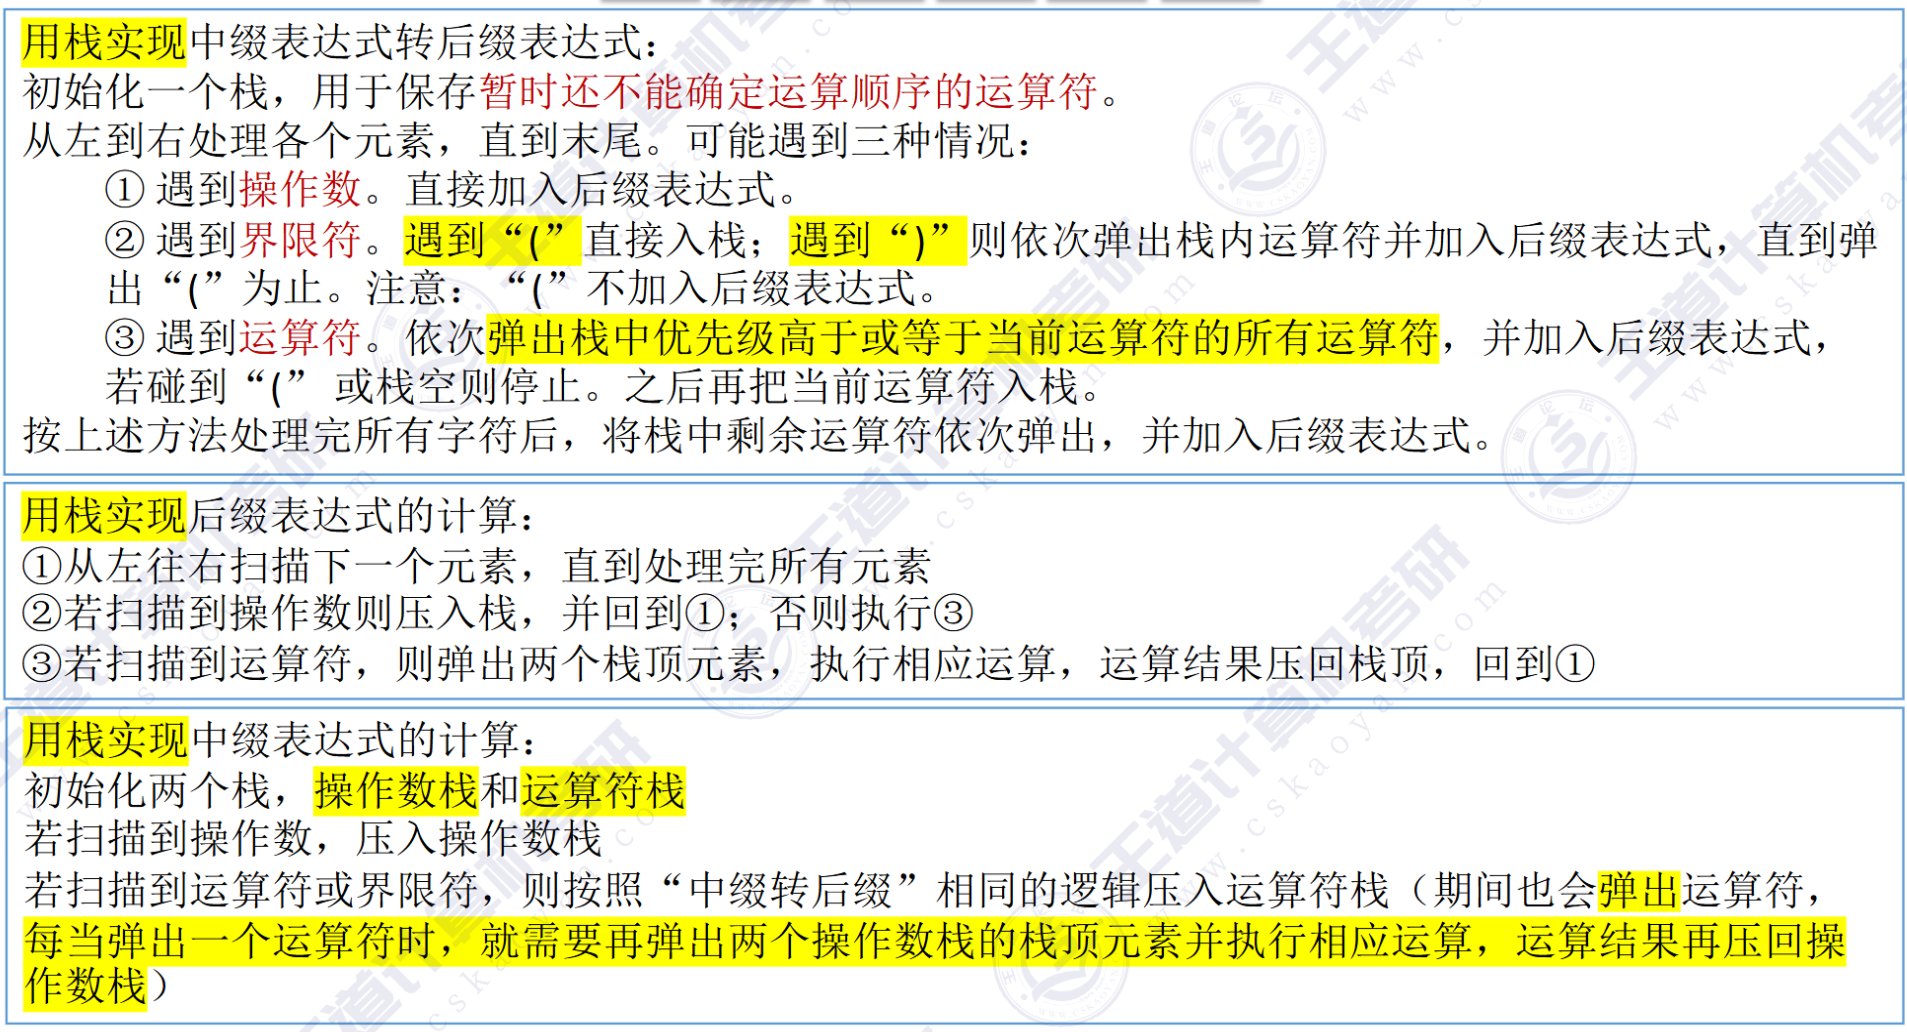 用栈实现中缀表达式转后缀表达式：
初始化一个栈，用于保存暂时还不能确定运算顺序的运算符。
从左到右处理各个元素，直到末尾。可能遇到三种情况：
① 遇到操作数。直接加入后缀表达式。
② 遇到界限符。遇到“(”直接入栈；遇到“)”则依次弹出栈内运算符并加入后缀表达式，直到弹
出“(”为止。注意：“(”不加入后缀表达式。
③ 遇到运算符。依次弹出栈中优先级高于或等于当前运算符的所有运算符，并加入后缀表达式，
若碰到“(” 或栈空则停止。之后再把当前运算符入栈。
按上述方法处理完所有字符后，将栈中剩余运算符依次弹出，并加入后缀表达式。
用栈实现后缀表达式的计算：
①从左往右扫描下一个元素，直到处理完所有元素
②若扫描到操作数则压入栈，并回到①；否则执行③
③若扫描到运算符，则弹出两个栈顶元素，执行相应运算，运算结果压回栈顶，回到①
用栈实现中缀表达式的计算：
初始化两个栈，操作数栈和运算符栈
若扫描到操作数，压入操作数栈
若扫描到运算符或界限符，则按照“中缀转后缀”相同的逻辑压入运算符栈（期间也会弹出运算符，
每当弹出一个运算符时，就需要再弹出两个操作数栈的栈顶元素并执行相应运算，运算结果再压回操
作数栈）
王道计算机考研
www.cskaoyan.com